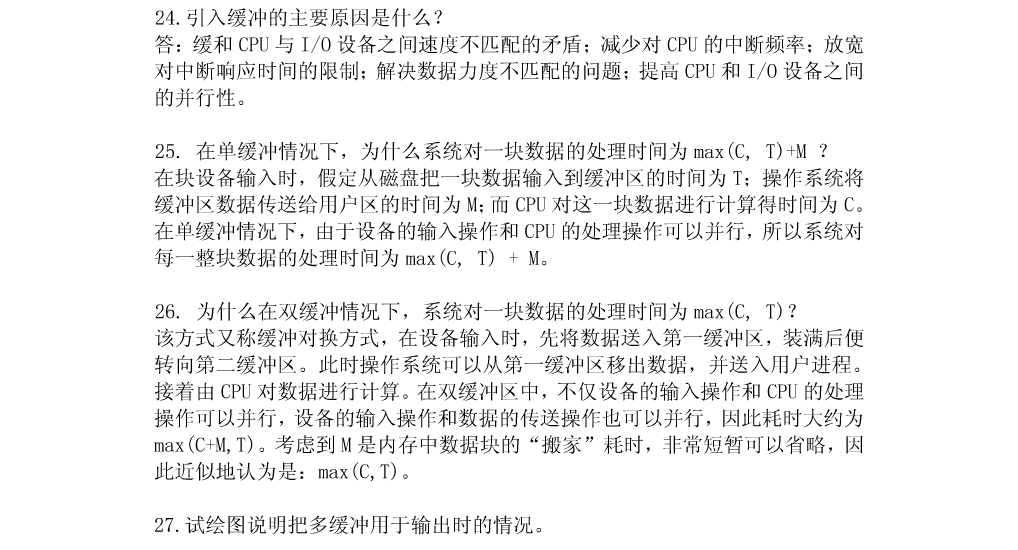 24.引入缓冲的主要原因是什么？
答：缓和 CPU 与 I/O 设备之间速度不匹配的矛盾；减少对 CPU 的中断频率；放宽
对中断响应时间的限制；解决数据力度不匹配的问题；提高 CPU 和 I/O 设备之间
的并行性。
25. 在单缓冲情况下，为什么系统对一块数据的处理时间为 max(C, T)+M ？
在块设备输入时，假定从磁盘把一块数据输入到缓冲区的时间为 T；操作系统将
缓冲区数据传送给用户区的时间为 M；而 CPU 对这一块数据进行计算得时间为 C。
在单缓冲情况下，由于设备的输入操作和 CPU 的处理操作可以并行，所以系统对
每一整块数据的处理时间为 max(C, T) + M。
26. 为什么在双缓冲情况下，系统对一块数据的处理时间为 max(C, T)？
该方式又称缓冲对换方式，在设备输入时，先将数据送入第一缓冲区，装满后便
转向第二缓冲区。此时操作系统可以从第一缓冲区移出数据，并送入用户进程。
接着由 CPU 对数据进行计算。在双缓冲区中，不仅设备的输入操作和 CPU 的处理
操作可以并行，设备的输入操作和数据的传送操作也可以并行，因此耗时大约为
max(C+M,T)。考虑到 M 是内存中数据块的“搬家”耗时，非常短暂可以省略，因
此近似地认为是：max(C,T)。
27.试绘图说明把多缓冲用于输出时的情况。